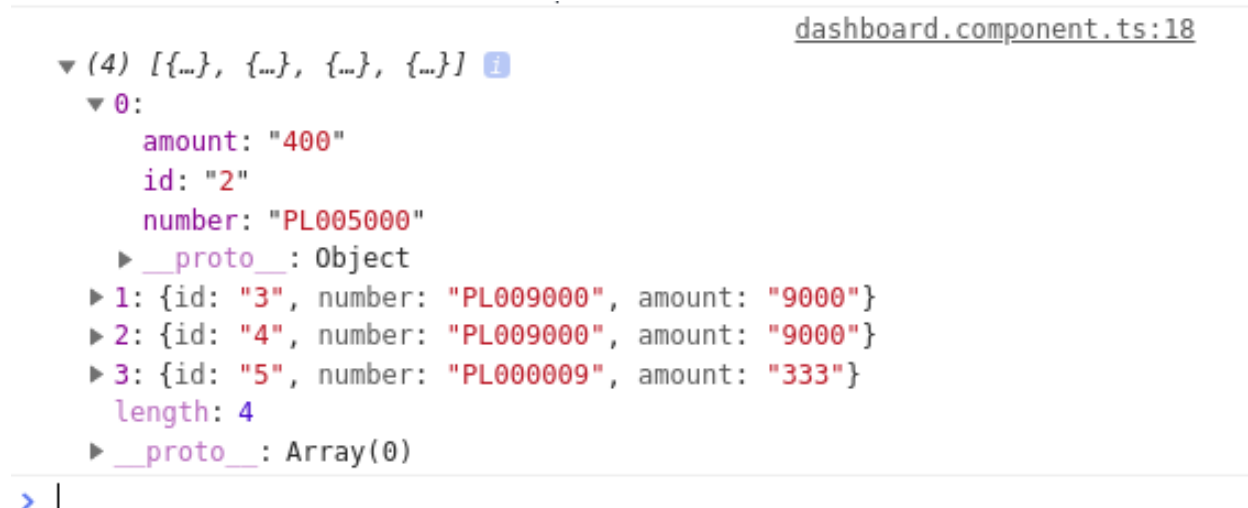 dashboard.component.ts:18
▼ (4) [{…}, {…}, {…}, {…}] i
▼ 0:
amount: "400"
id: "2"
number: "PL005000"
▶ __proto__: Object
▶ 1: {id: "3", number: "PL009000", amount: "9000"}
▶ 2: {id: "4", number: "PL009000", amount: "9000"}
▶ 3: {id: "5", number: "PL000009", amount: "333"}
length: 4
▶ __proto__: Array(0)
>